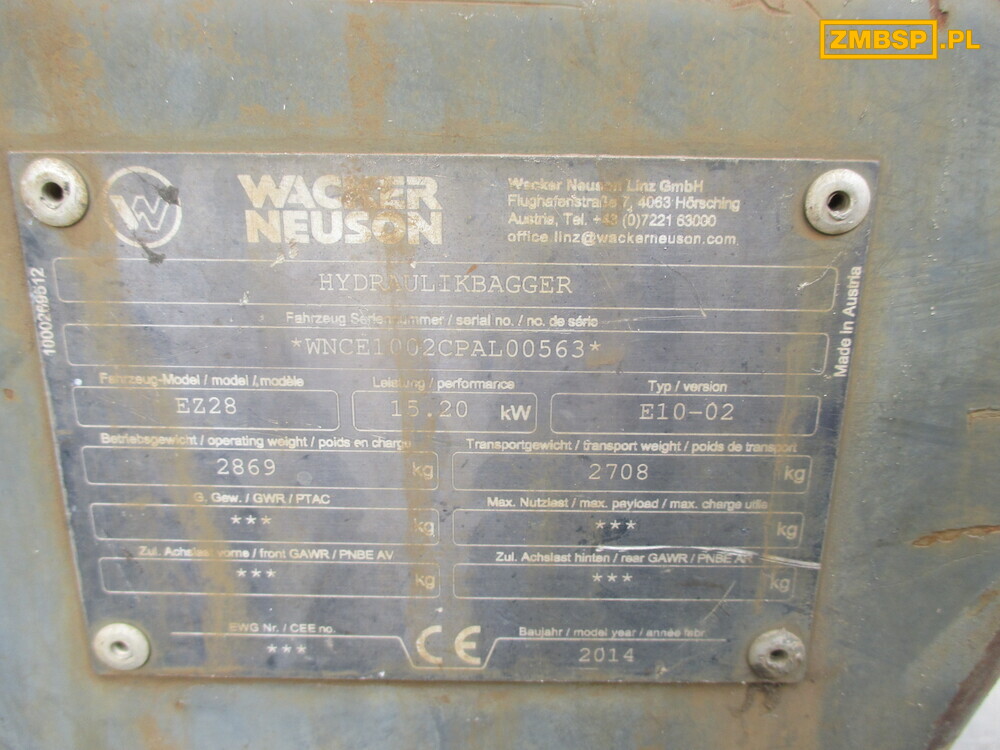 ZMBSP.PL
W
WACKER
NEUSON
Wacker Neuson Linz GmbH
Flughafenstraße 7, 4063 Hörsching
Austria, Tel. +43 (0)7221 63000
office.linz@wackerneuson.com
HYDRAULIKBAGGER
Fahrzeug Seriennummer / serial no. / no. de série
*WNCE1002CPAL00563*
Fahrzeug-Model / model / modèle
Leistung / performance
Typ / version
EZ28
15.20 kW
E10-02
Betriebsgewicht / operating weight / poids en charge
Transportgewicht / transport weight / poids de transport
2869 kg
2708 kg
G. Gew. / GWR / PTAC
Max. Nutzlast / max. payload / max. charge utile
*** kg
*** kg
Zul. Achslast vorne / front GAWR / PNBE AV
Zul. Achslast hinten / rear GAWR / PNBE AR
*** kg
*** kg
EWG Nr. / CEE no.
***
CE
Baujahr / model year / année fabr.
2014
1000269512
Made in Austria